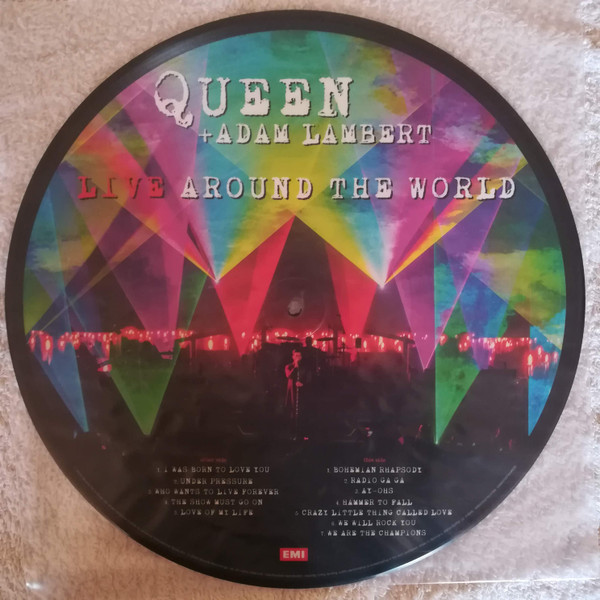 QUEEN
+ADAM LAMBERT
LIVE AROUND THE WORLD
1. I WAS BORN TO LOVE YOU
2. UNDER PRESSURE
3. WHO WANTS TO LIVE FOREVER
4. THE SHOW MUST GO ON
5. LOVE OF MY LIFE
1. BOHEMIAN RHAPSODY
2. RADIO GA GA
3. AY-OHS
4. HAMMER TO FALL
5. CRAZY LITTLE THING CALLED LOVE
6. WE WILL ROCK YOU
7. WE ARE THE CHAMPIONS
EMI